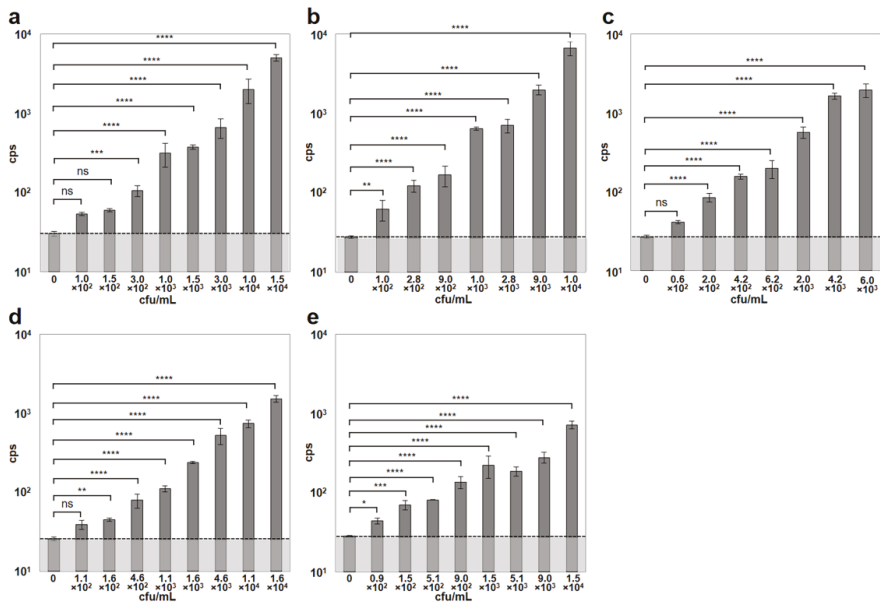 a
10⁴
10³
10²
10¹
cps
****
****
****
****
****
***
ns
ns
0 1.0 1.5 3.0 1.0 1.5 3.0 1.0 1.5
×10² ×10² ×10² ×10³ ×10³ ×10³ ×10⁴ ×10⁴
cfu/mL
b
10⁴
10³
10²
10¹
cps
****
****
****
****
****
****
**
0 1.0 2.8 9.0 1.0 2.8 9.0 1.0
×10² ×10² ×10² ×10³ ×10³ ×10³ ×10⁴
cfu/mL
c
10⁴
10³
10²
10¹
cps
****
****
****
****
****
****
ns
0 0.6 2.0 4.2 6.2 2.0 4.2 6.0
×10² ×10² ×10² ×10² ×10³ ×10³ ×10³
cfu/mL
d
10⁴
10³
10²
10¹
cps
****
****
****
****
****
****
**
ns
0 1.1 1.6 4.6 1.1 1.6 4.6 1.1 1.6
×10² ×10² ×10² ×10³ ×10³ ×10³ ×10⁴ ×10⁴
cfu/mL
e
10⁴
10³
10²
10¹
cps
****
****
****
****
****
****
***
*
0 0.9 1.5 5.1 9.0 1.5 5.1 9.0 1.5
×10² ×10² ×10² ×10² ×10³ ×10³ ×10³ ×10⁴
cfu/mL